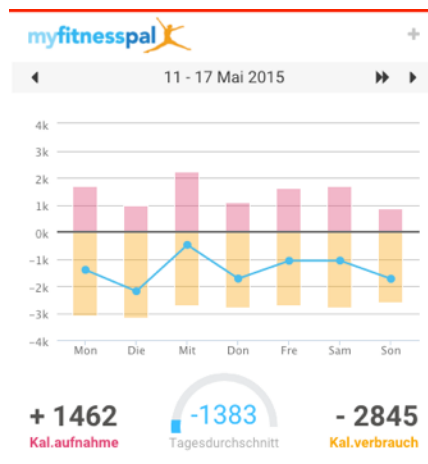 myfitnesspal
+
11 - 17 Mai 2015
4k
3k
2k
1k
0k
-1k
-2k
-3k
-4k
Mon Die Mit Don Fre Sam Son
+ 1462 -1383 - 2845
Kal.aufnahme Tagesdurchschnitt Kal.verbrauch